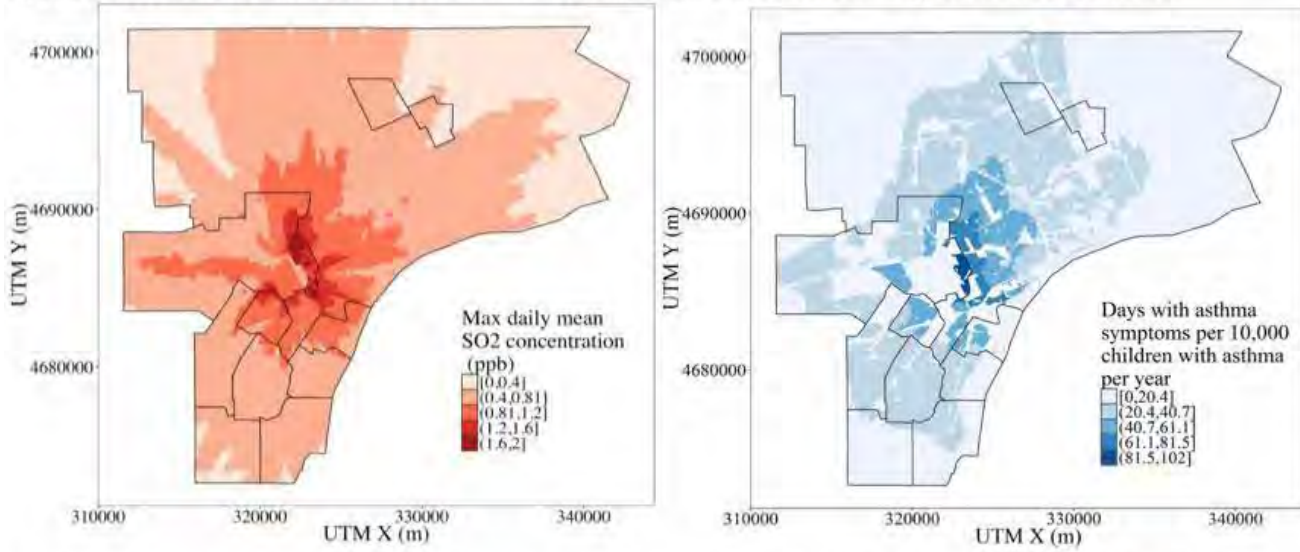 4700000
4690000
4680000
UTM Y (m)
310000
320000
330000
340000
UTM X (m)
Max daily mean
SO2 concentration
(ppb)
[0,0.4]
(0.4,0.81]
(0.81,1.2]
(1.2,1.6]
(1.6,2]
4700000
4690000
4680000
UTM Y (m)
310000
320000
330000
340000
UTM X (m)
Days with asthma
symptoms per 10,000
children with asthma
per year
[0,20.4]
(20.4,40.7]
(40.7,61.1]
(61.1,81.5]
(81.5,102]